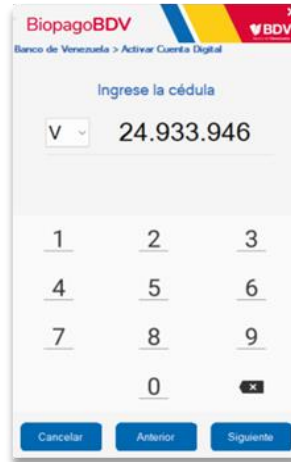 BiopagoBDV
BDV
Banco de Venezuela > Activar Cuenta Digital
Ingrese la cédula
V 24.933.946
1 2 3
4 5 6
7 8 9
0
Cancelar Anterior Siguiente